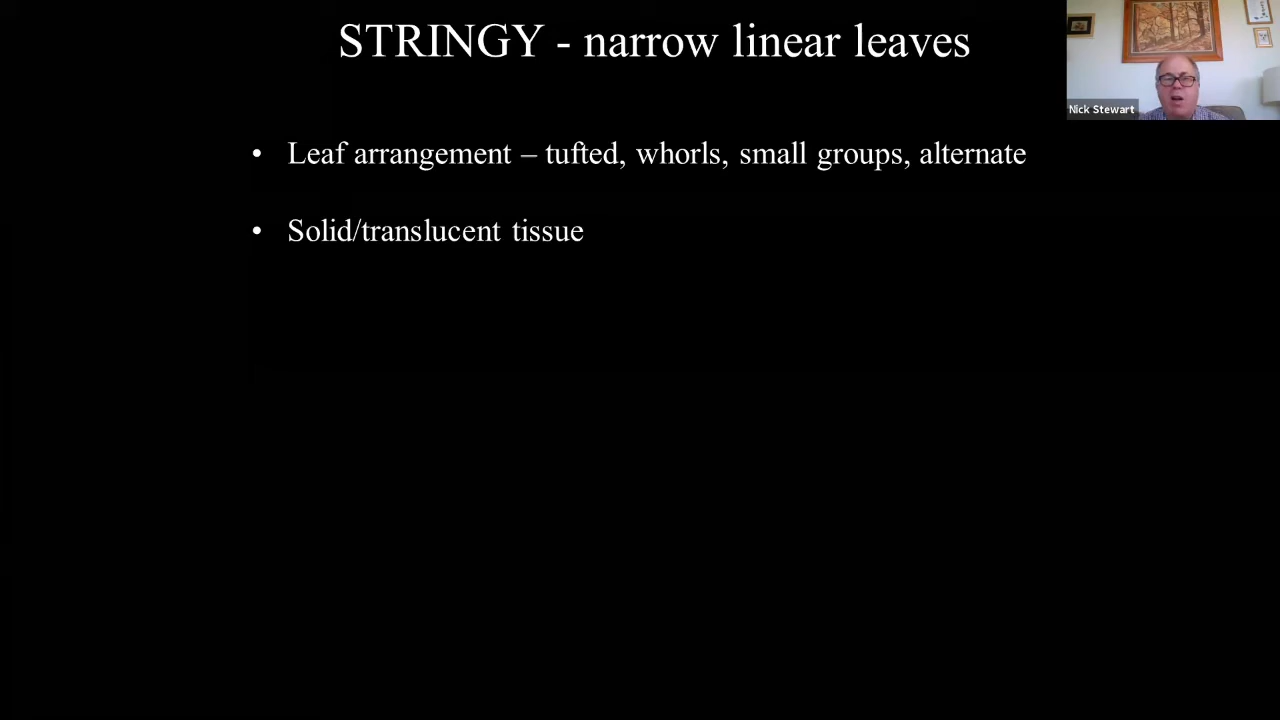 STRINGY - narrow linear leaves
Nick Stewart
• Leaf arrangement – tufted, whorls, small groups, alternate
• Solid/translucent tissue